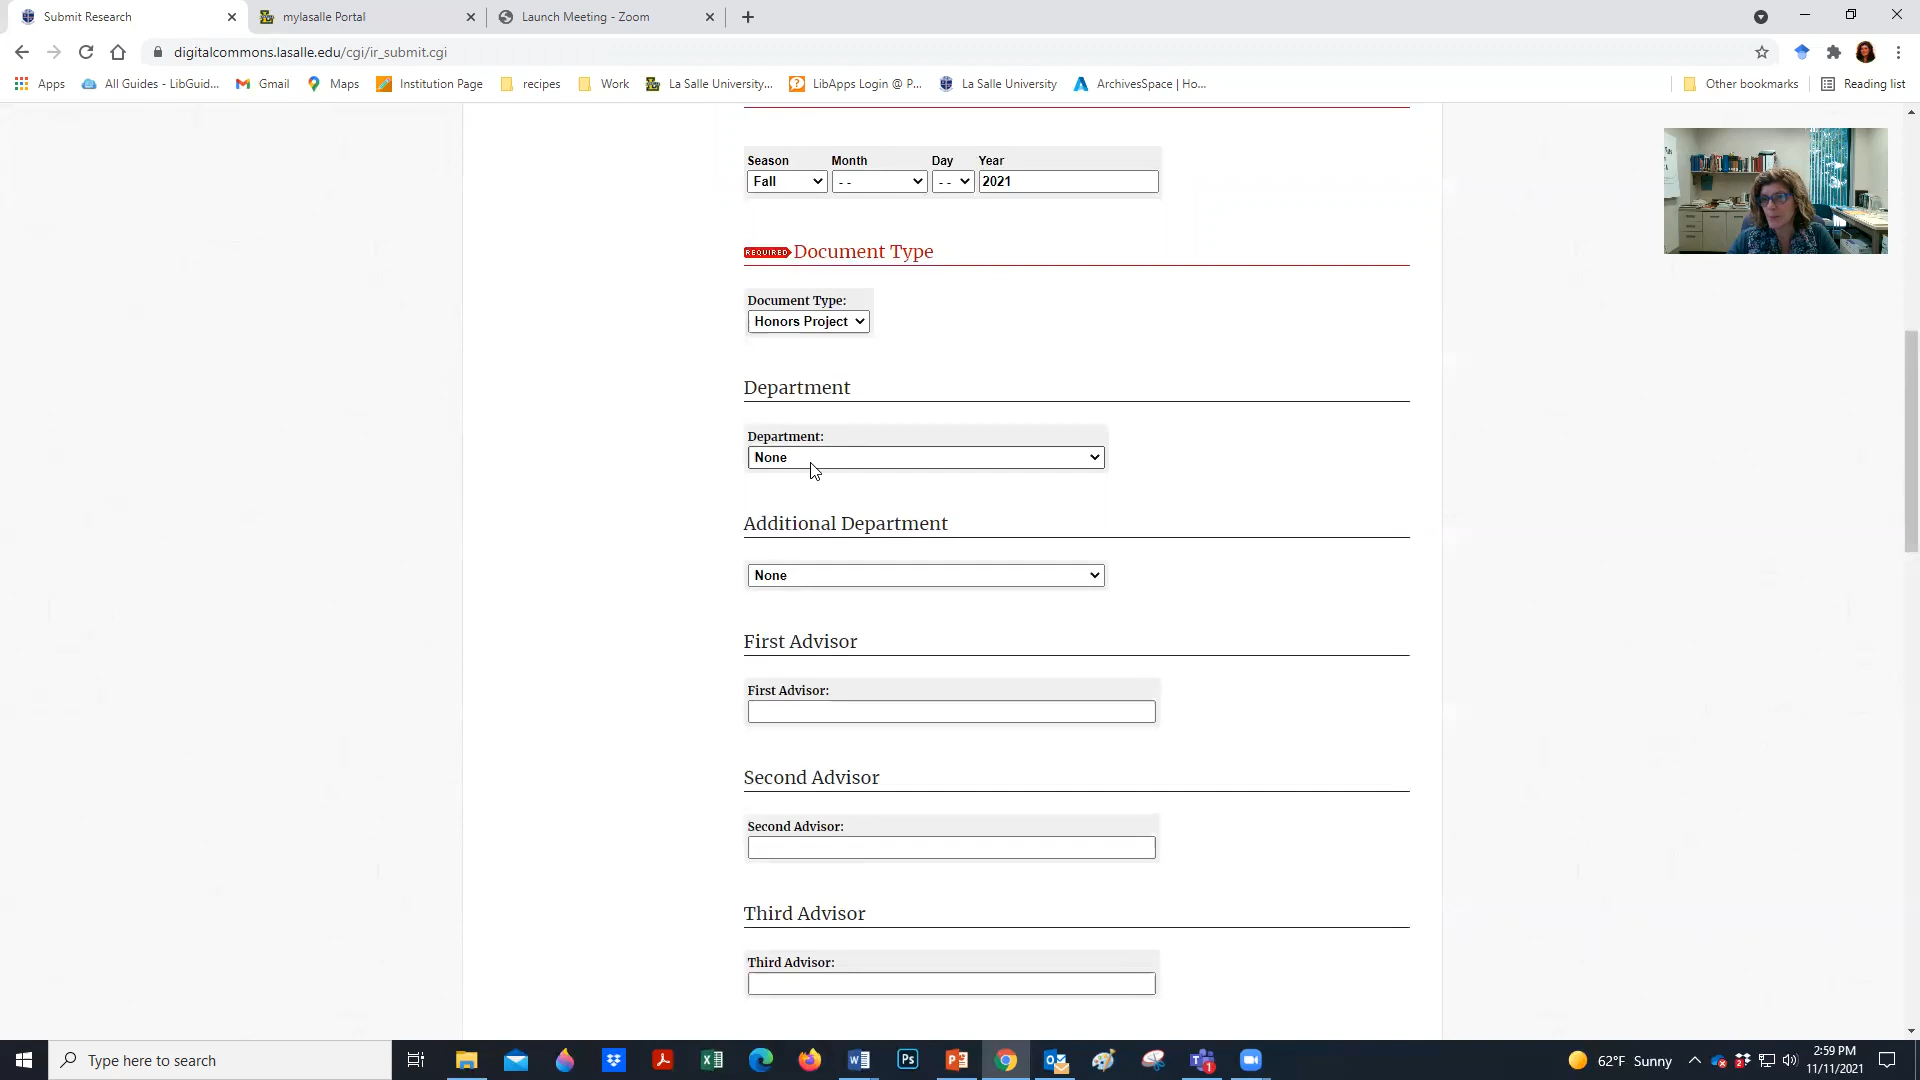 Submit Research
mylasalle Portal
Launch Meeting - Zoom
digitalcommons.lasalle.edu/cgi/ir_submit.cgi
Apps
All Guides - LibGuid...
Gmail
Maps
Institution Page
recipes
Work
La Salle University...
LibApps Login @ P...
La Salle University
ArchivesSpace | Ho...
Other bookmarks
Reading list
Season Month Day Year
Fall -- -- 2021
REQUIRED Document Type
Document Type:
Honors Project
Department
Department:
None
Additional Department
None
First Advisor
First Advisor:
Second Advisor
Second Advisor:
Third Advisor
Third Advisor:
Type here to search
62°F Sunny
2:59 PM
11/11/2021